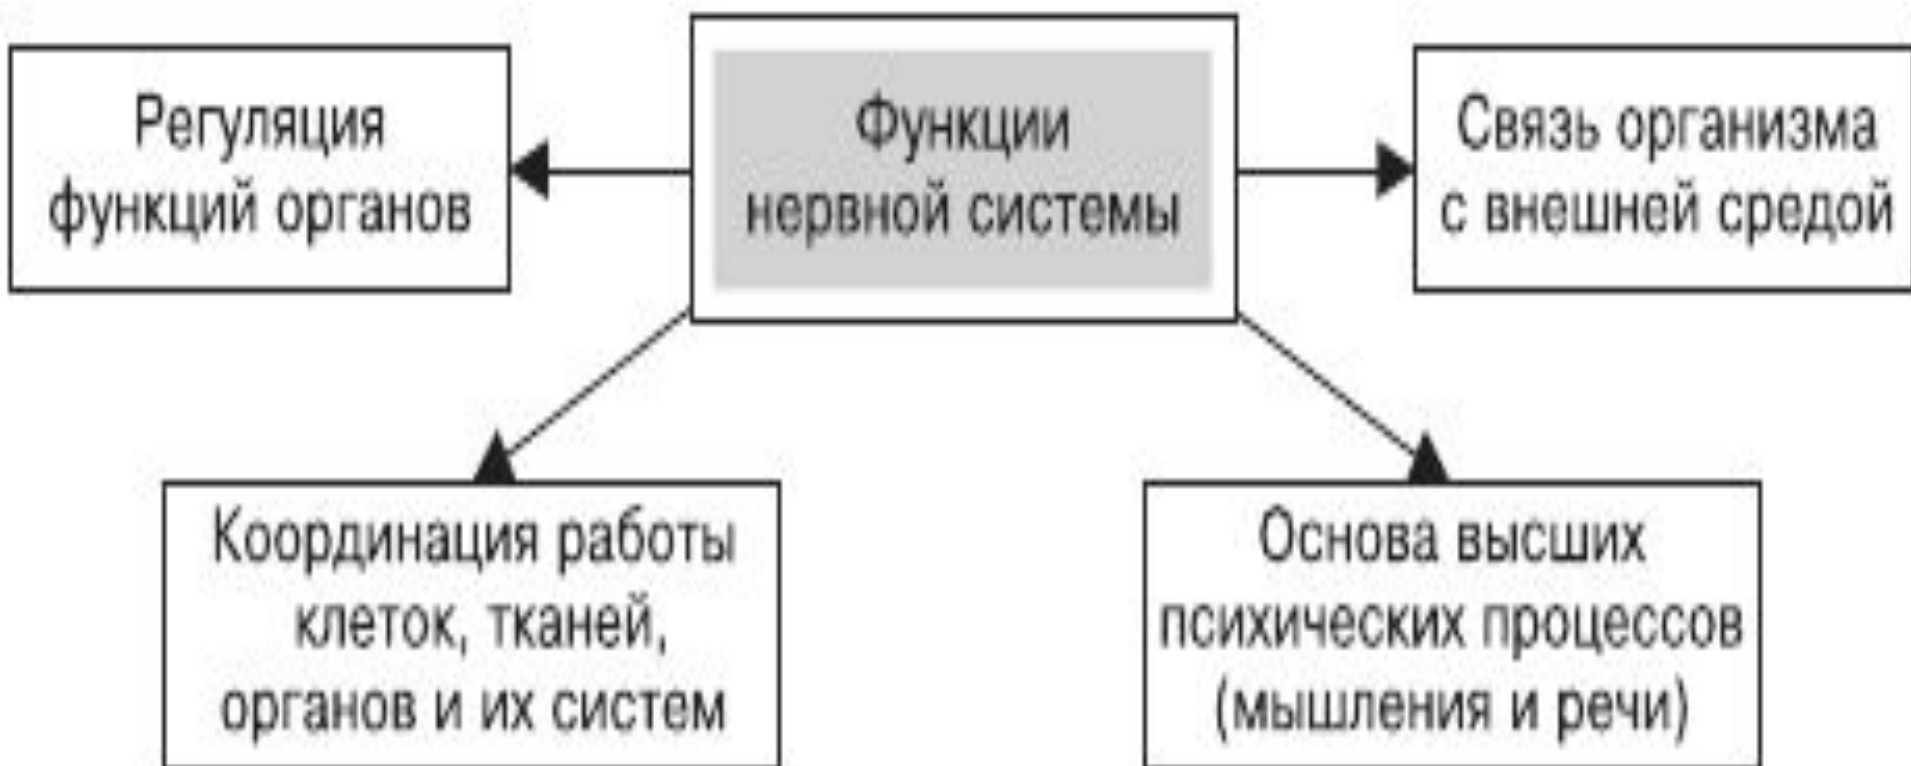 Функции
нервной системы
Регуляция
функций органов
Связь организма
с внешней средой
Координация работы
клеток, тканей,
органов и их систем
Основа высших
психических процессов
(мышления и речи)